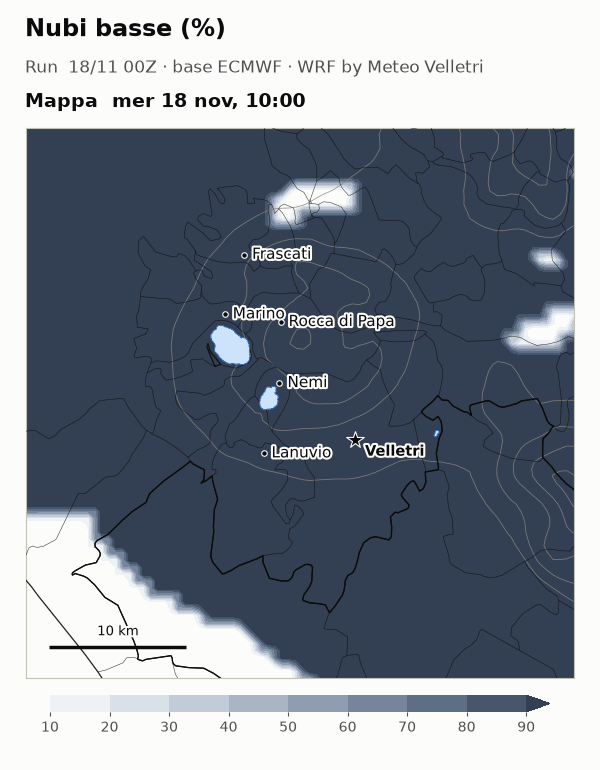 Nubi basse (%)
Run  18/11 00Z · base ECMWF · WRF by Meteo Velletri
Mappa  mer 18 nov, 10:00
Frascati
Marino
Rocca di Papa
Nemi
Velletri
Lanuvio
10 km
10 20 30 40 50 60 70 80 90